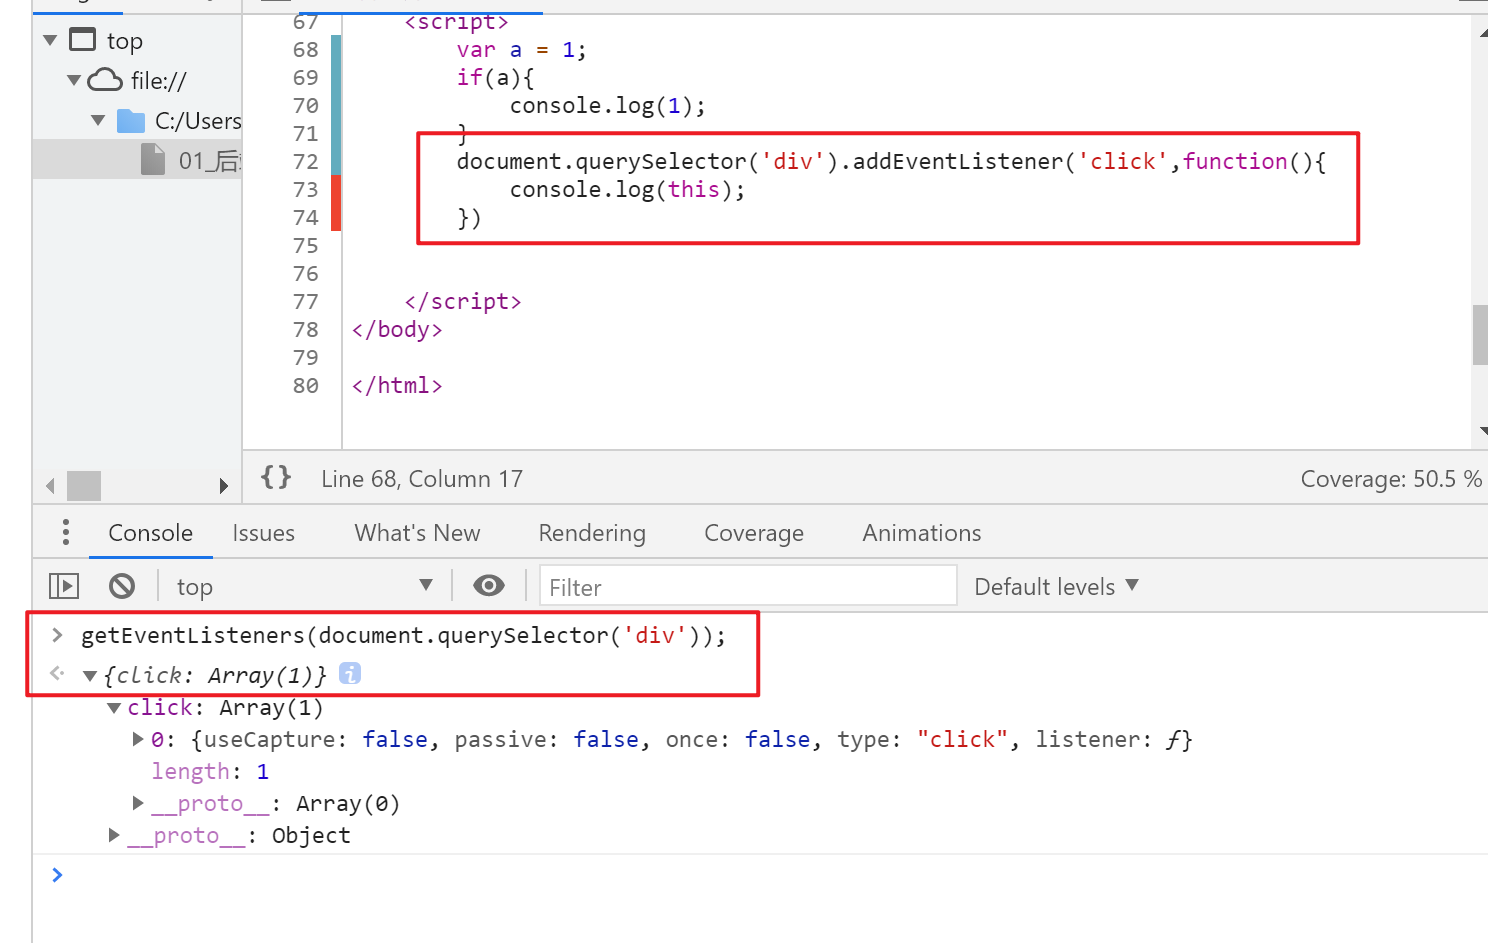 top
file://
C:/Users
01_后
67 <script>
68 var a = 1;
69 if(a){
70 console.log(1);
71 }
72 document.querySelector('div').addEventListener('click',function(){
73 console.log(this);
74 })
75
76
77 </script>
78 </body>
79
80 </html>
{} Line 68, Column 17 Coverage: 50.5 %
Console Issues What's New Rendering Coverage Animations
top Filter Default levels
> getEventListeners(document.querySelector('div'));
{click: Array(1)} i
click: Array(1)
0: {useCapture: false, passive: false, once: false, type: "click", listener: ƒ}
length: 1
__proto__: Array(0)
__proto__: Object
>